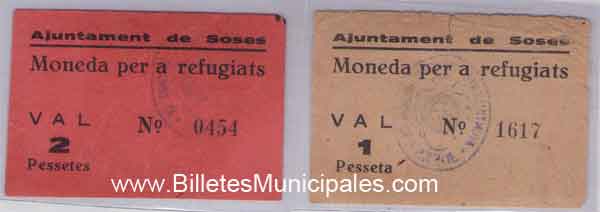 Ajuntament de Soses
Moneda per a refugiats
VAL Nº 0454
2
Pessetes
Ajuntament de Soses
Moneda per a refugiats
VAL Nº 1617
1
Pesseta
www.BilletesMunicipales.com